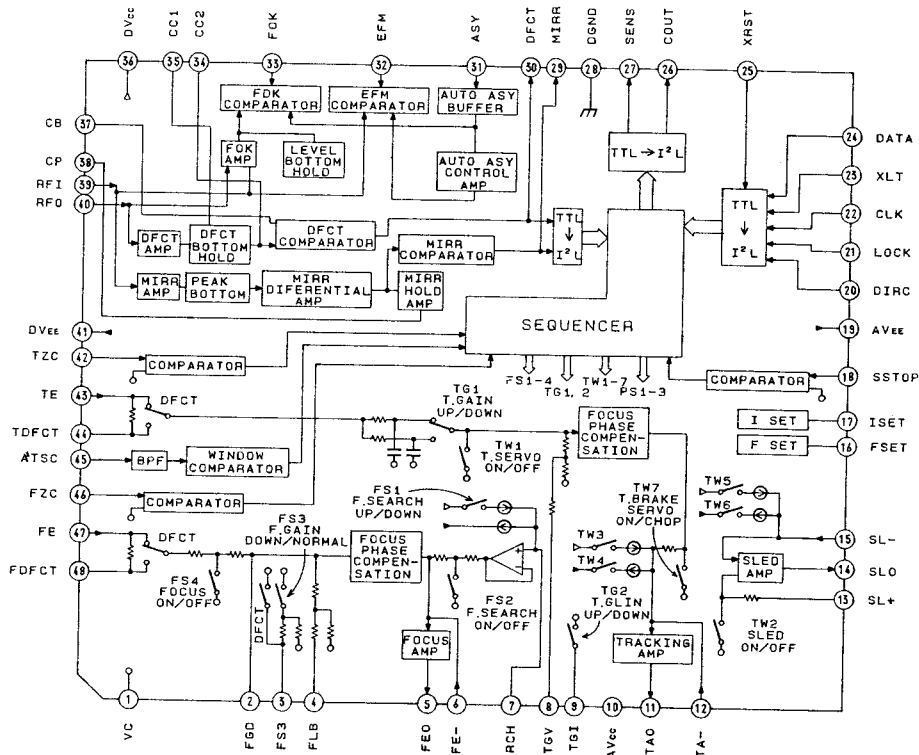 DVcc
CC1
CC2
FOK
EFM
ASY
DFCT
MIRR
DGND
SENS
COUT
XRST
36
35
34
33
32
31
30
29
28
27
26
25
CB
37
CP
38
RFI
39
RFO
40
DVEE
41
TZC
42
TE
43
TDFCT
44
ATSC
45
FZC
46
FE
47
FDFCT
48
FDK
COMPARATOR
EFM
COMPARATOR
AUTO ASY
BUFFER
FOK
AMP
LEVEL
BOTTOM
HOLD
AUTO ASY
CONTROL
AMP
TTL→I²L
DFCT
AMP
DFCT
BOTTOM
HOLD
DFCT
COMPARATOR
TTL
↓
I²L
TTL
↓
I²L
MIRR
COMPARATOR
MIRR
AMP
PEAK
BOTTOM
MIRR
DIFERENTIAL
AMP
MIRR
HOLD
AMP
SEQUENCER
24
DATA
23
XLT
22
CLK
21
LOCK
20
DIRC
19
AVEE
18
SSTOP
17
ISET
16
FSET
15
SL-
14
SLO
13
SL+
COMPARATOR
COMPARATOR
FS1-4
TG1, 2
TW1-7
PS1-3
I SET
F SET
DFCT
TG1
T.GAIN
UP/DOWN
FOCUS
PHASE
COMPEN-
SATION
BPF
WINDOW
COMPARATOR
TW1
T.SERVO
ON/OFF
COMPARATOR
FS1
F.SEARCH
UP/DOWN
TW7
T.BRAKE
SERVO
ON/CHOP
TW5
TW6
DFCT
FS3
F.GAIN
DOWN/NORMAL
FOCUS
PHASE
COMPEN-
SATION
TW3
TW4
SLED
AMP
FS4
FOCUS
ON/OFF
DFCT
FS2
F.SEARCH
ON/OFF
TG2
T.GLIN
UP/DOWN
TW2
SLED
ON/OFF
FOCUS
AMP
TRACKING
AMP
1
2
3
4
5
6
7
8
9
10
11
12
VC
FGD
FS3
FLB
FEO
FE-
RCH
TGV
TGI
AVcc
TAO
TA-